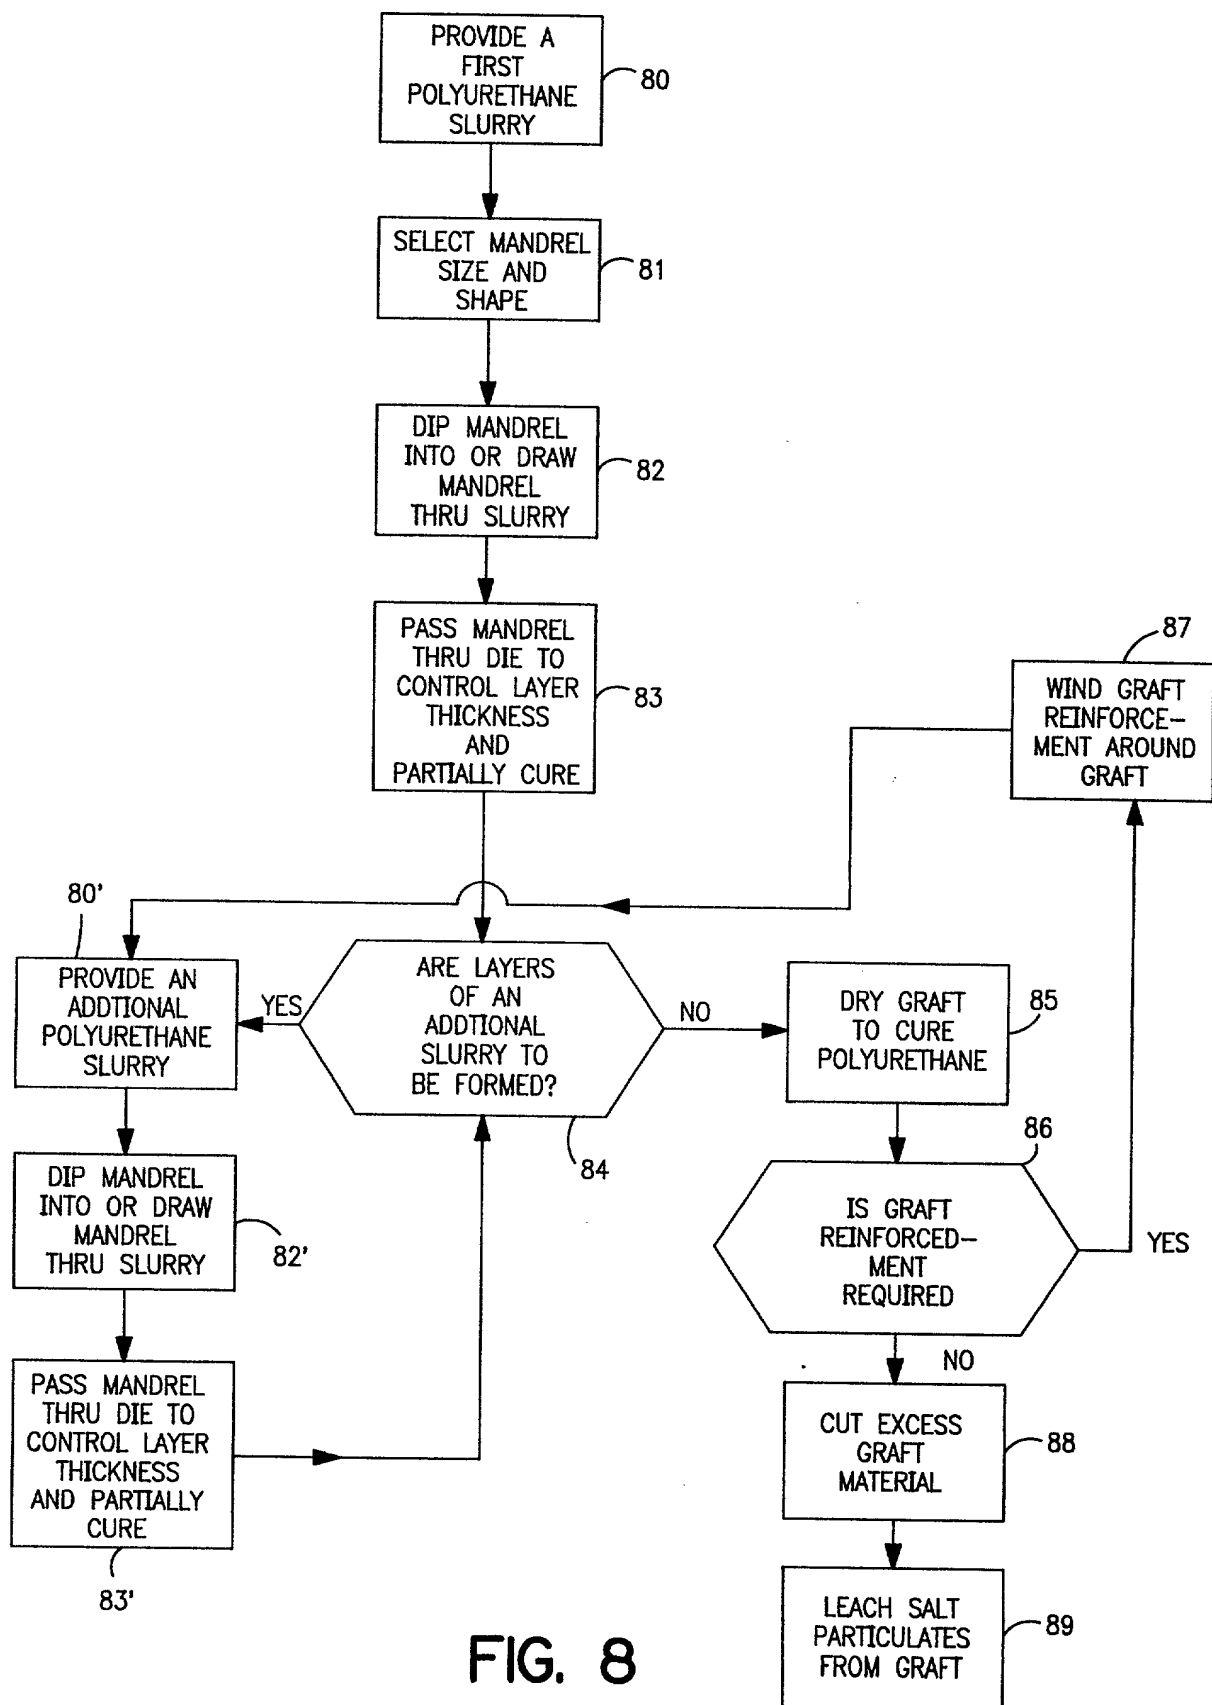 PROVIDE A
FIRST
POLYURETHANE
SLURRY
80
SELECT MANDREL
SIZE AND
SHAPE
81
DIP MANDREL
INTO OR DRAW
MANDREL
THRU SLURRY
82
PASS MANDREL
THRU DIE TO
CONTROL LAYER
THICKNESS
AND
PARTIALLY CURE
83
87
WIND GRAFT
REINFORCE-
MENT AROUND
GRAFT
80'
PROVIDE AN
ADDTIONAL
POLYURETHANE
SLURRY
YES
ARE LAYERS
OF AN
ADDTIONAL
SLURRY TO
BE FORMED?
84
NO
DRY GRAFT
TO CURE
POLYURETHANE
85
DIP MANDREL
INTO OR DRAW
MANDREL
THRU SLURRY
82'
86
IS GRAFT
REINFORCED-
MENT
REQUIRED
YES
NO
PASS MANDREL
THRU DIE TO
CONTROL LAYER
THICKNESS
AND PARTIALLY
CURE
83'
CUT EXCESS
GRAFT
MATERIAL
88
LEACH SALT
PARTICULATES
FROM GRAFT
89
FIG. 8